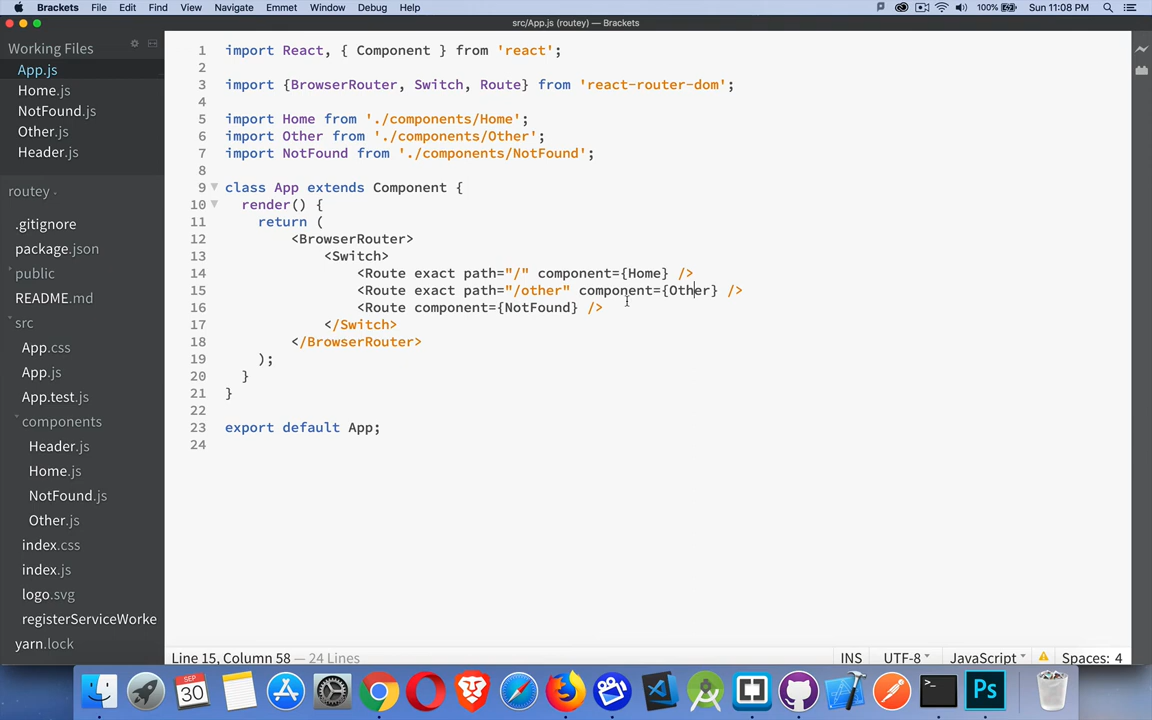 Brackets File Edit Find View Navigate Emmet Window Debug Help 100% Sun 11:08 PM
src/App.js (routey) — Brackets
Working Files
App.js
Home.js
NotFound.js
Other.js
Header.js
routey
.gitignore
package.json
public
README.md
src
App.css
App.js
App.test.js
components
Header.js
Home.js
NotFound.js
Other.js
index.css
index.js
logo.svg
registerServiceWorke
yarn.lock
1 import React, { Component } from 'react';
2
3 import {BrowserRouter, Switch, Route} from 'react-router-dom';
4
5 import Home from './components/Home';
6 import Other from './components/Other';
7 import NotFound from './components/NotFound';
8
9 class App extends Component {
10 render() {
11 return (
12 <BrowserRouter>
13 <Switch>
14 <Route exact path="/" component={Home} />
15 <Route exact path="/other" component={Other} />
16 <Route component={NotFound} />
17 </Switch>
18 </BrowserRouter>
19 );
20 }
21 }
22
23 export default App;
24
Line 15, Column 58 — 24 Lines INS UTF-8 JavaScript Spaces: 4
SEP
30
>_
Ps